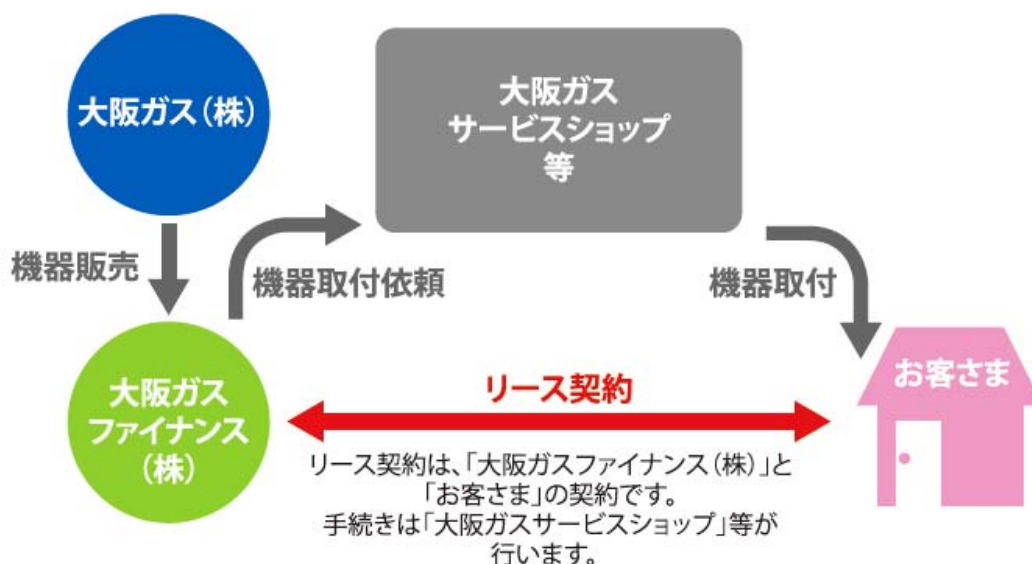 大阪ガス(株)
大阪ガス
サービスショップ
等
機器販売
機器取付依頼
機器取付
大阪ガス
ファイナンス
(株)
リース契約
お客さま
リース契約は、「大阪ガスファイナンス(株)」と
「お客さま」の契約です。
手続きは「大阪ガスサービスショップ」等が
行います。